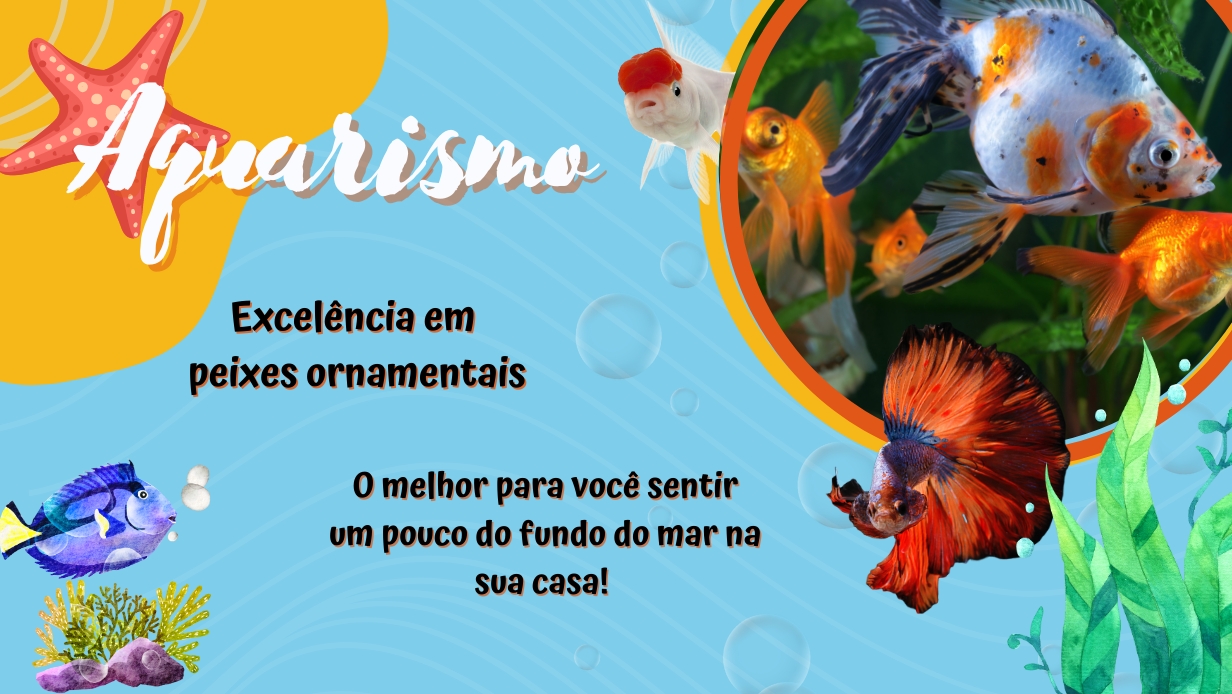 Aquarismo
Excelência em
peixes ornamentais
O melhor para você sentir
um pouco do fundo do mar na
sua casa!